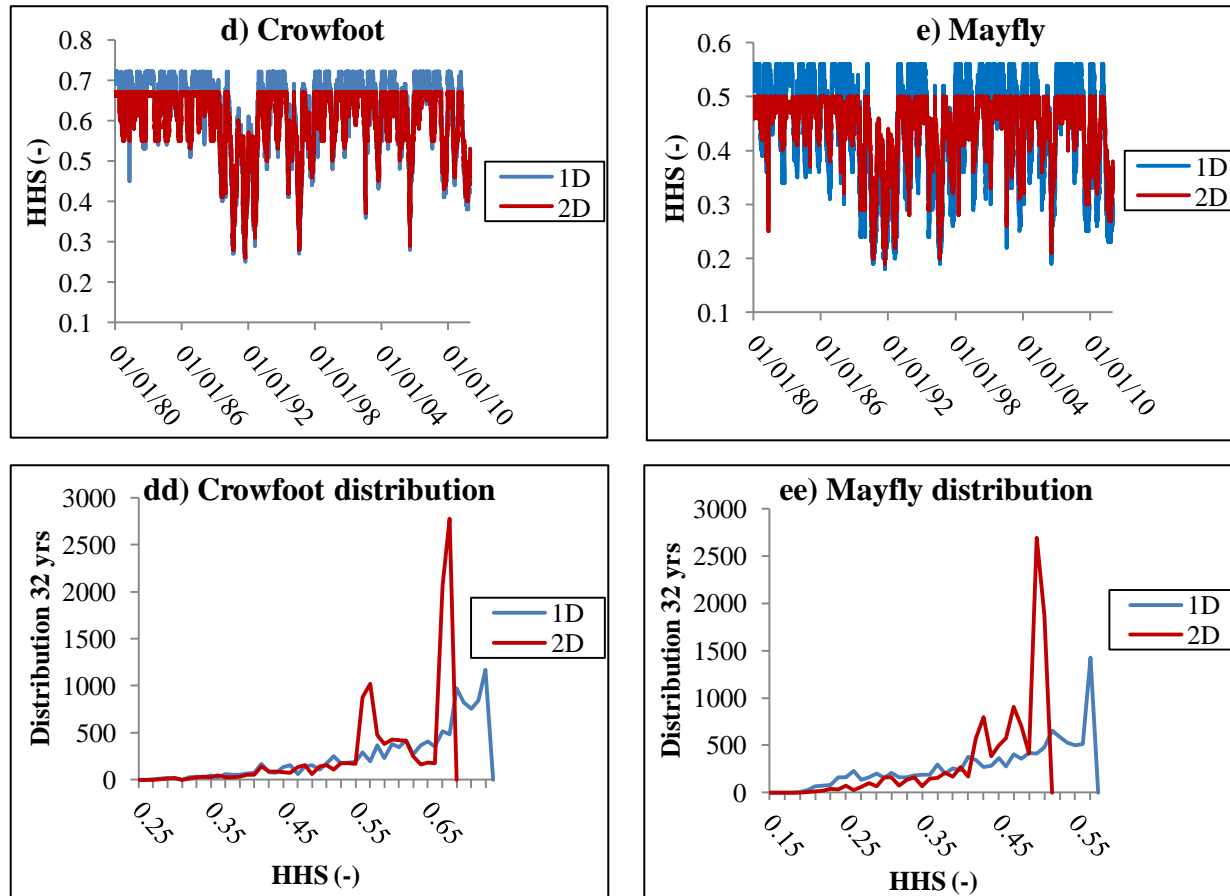 d) Crowfoot
0.8
0.7
0.6
0.5
0.4
0.3
0.2
0.1
HHS (-)
01/01/80
01/01/86
01/01/92
01/01/98
01/01/04
01/01/10
1D
2D
e) Mayfly
0.6
0.5
0.4
0.3
0.2
0.1
HHS (-)
01/01/80
01/01/86
01/01/92
01/01/98
01/01/04
01/01/10
1D
2D
dd) Crowfoot distribution
3000
2500
2000
1500
1000
500
0
Distribution 32 yrs
0.25
0.35
0.45
0.55
0.65
HHS (-)
1D
2D
ee) Mayfly distribution
3000
2500
2000
1500
1000
500
0
Distribution 32 yrs
0.15
0.25
0.35
0.45
0.55
HHS (-)
1D
2D